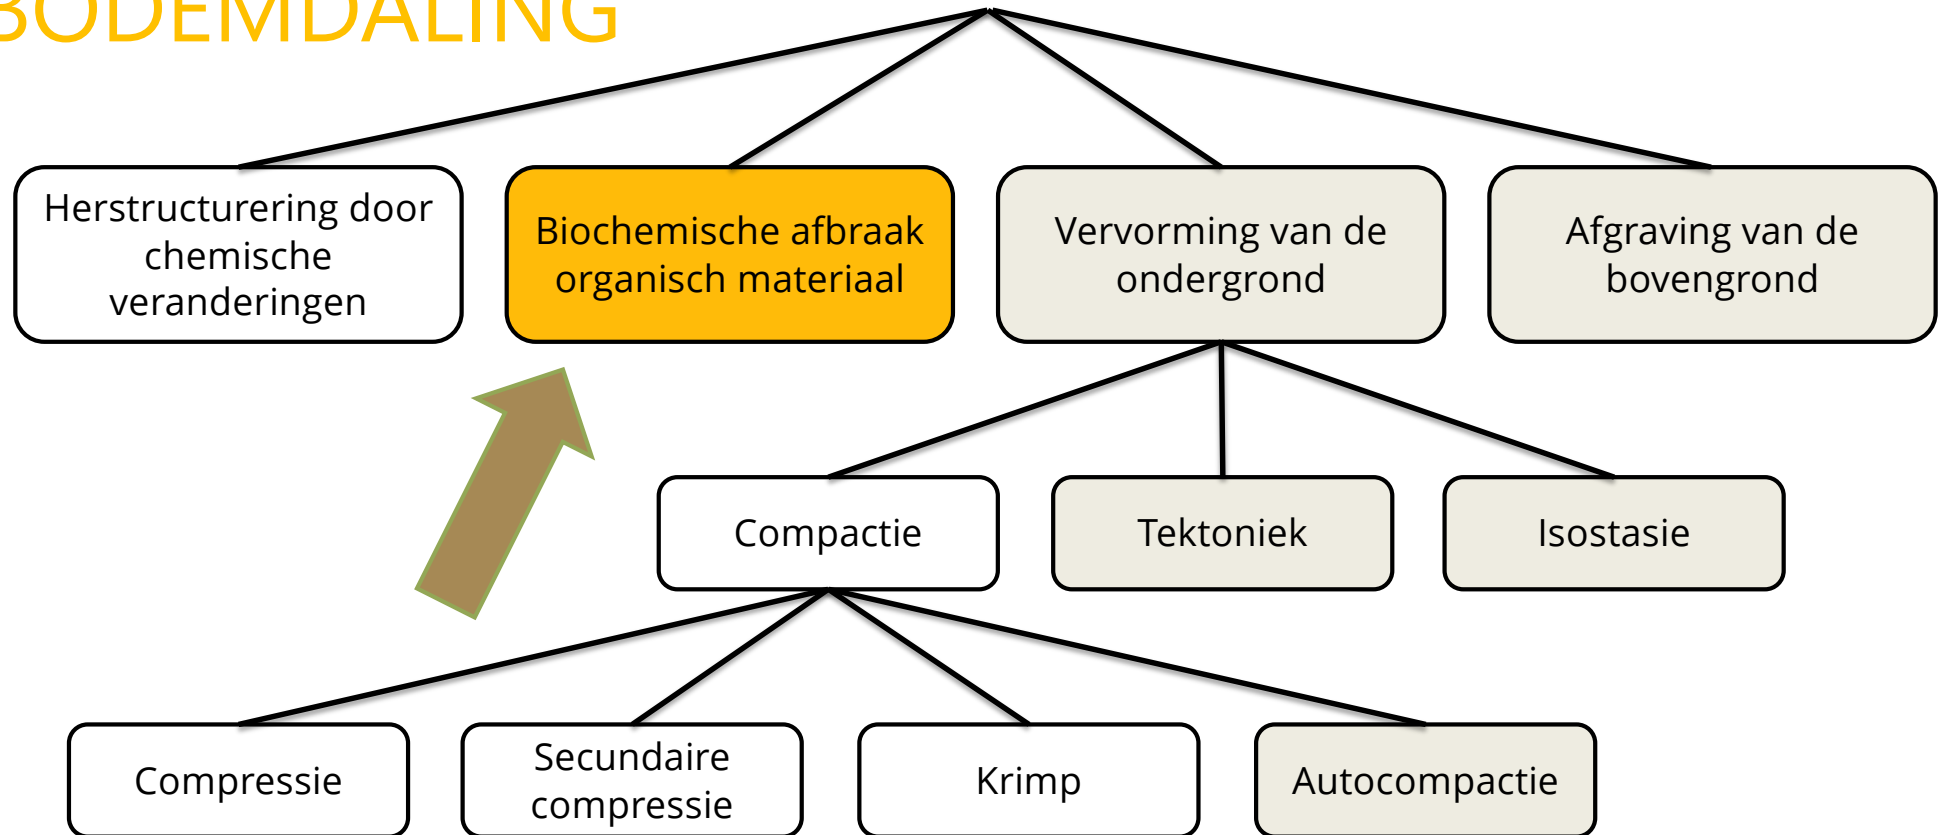 BODEMDALING
Herstructurering door
chemische
veranderingen
Biochemische afbraak
organisch materiaal
Vervorming van de
ondergrond
Afgraving van de
bovengrond
Compactie
Tektoniek
Isostasie
Compressie
Secundaire
compressie
Krimp
Autocompactie